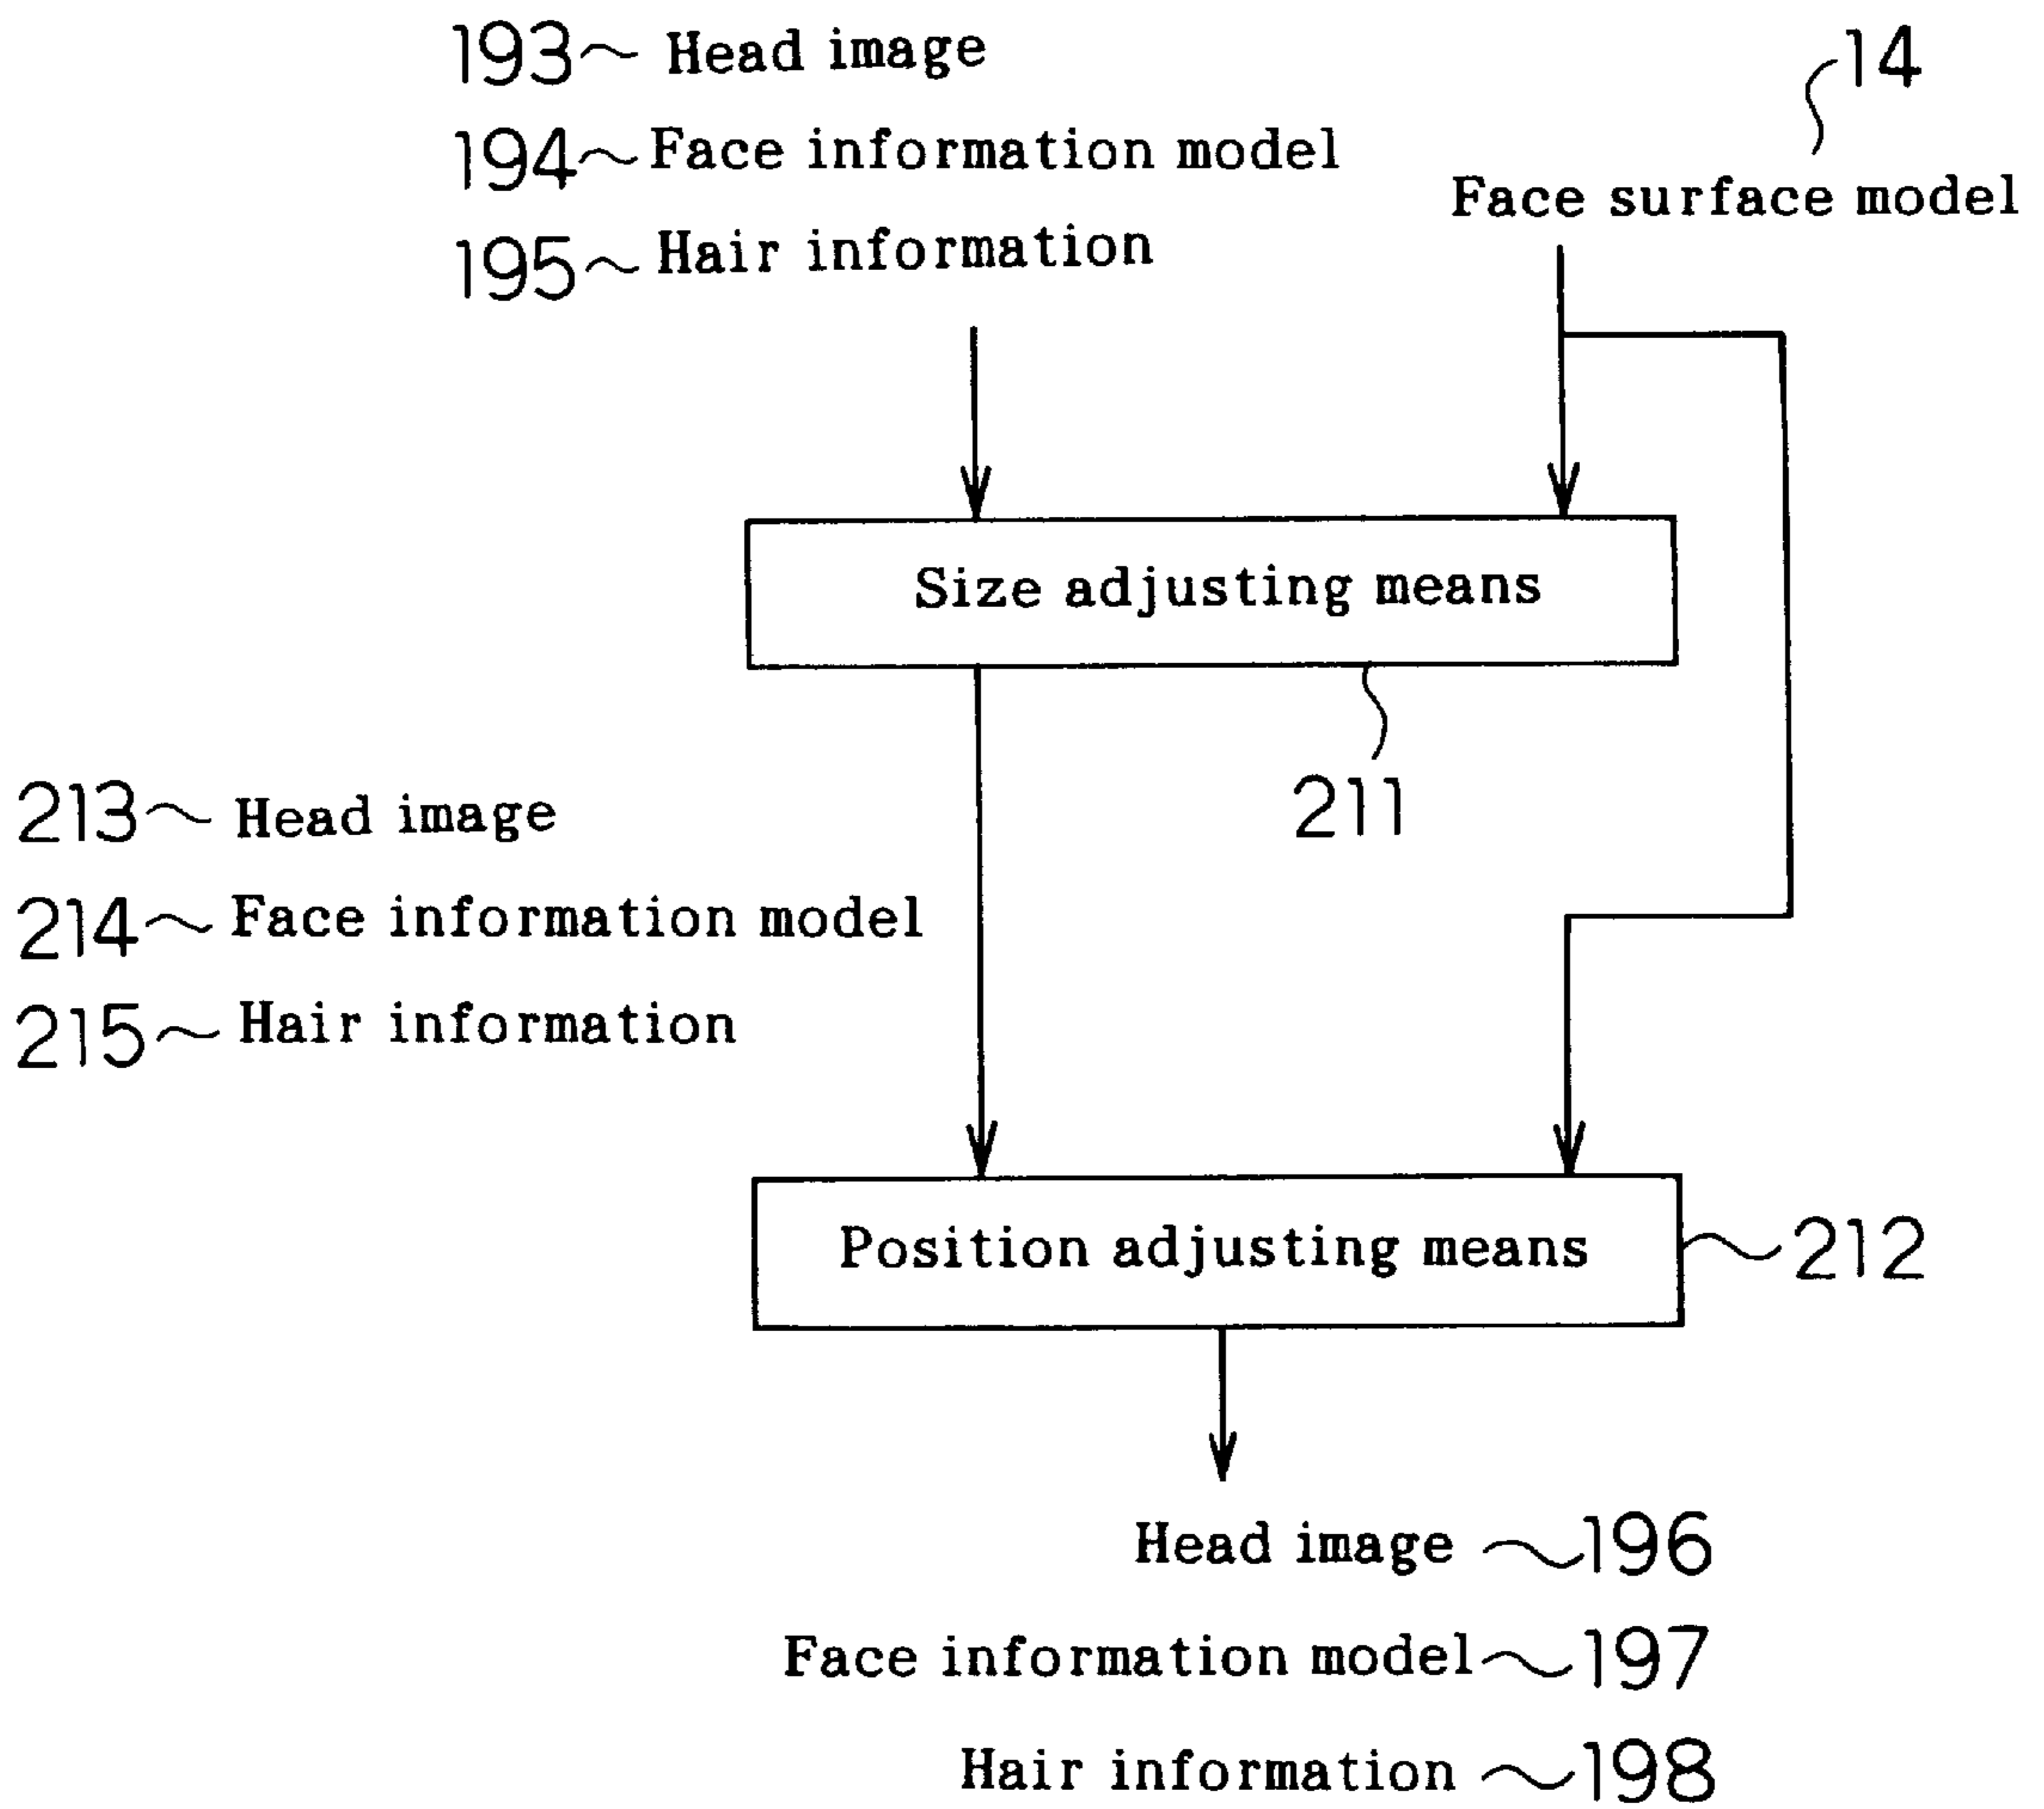 193 Head image
14
194 Face information model
Face surface model
195 Hair information
Size adjusting means
211
213 Head image
214 Face information model
215 Hair information
Position adjusting means 212
Head image 196
Face information model 197
Hair information 198